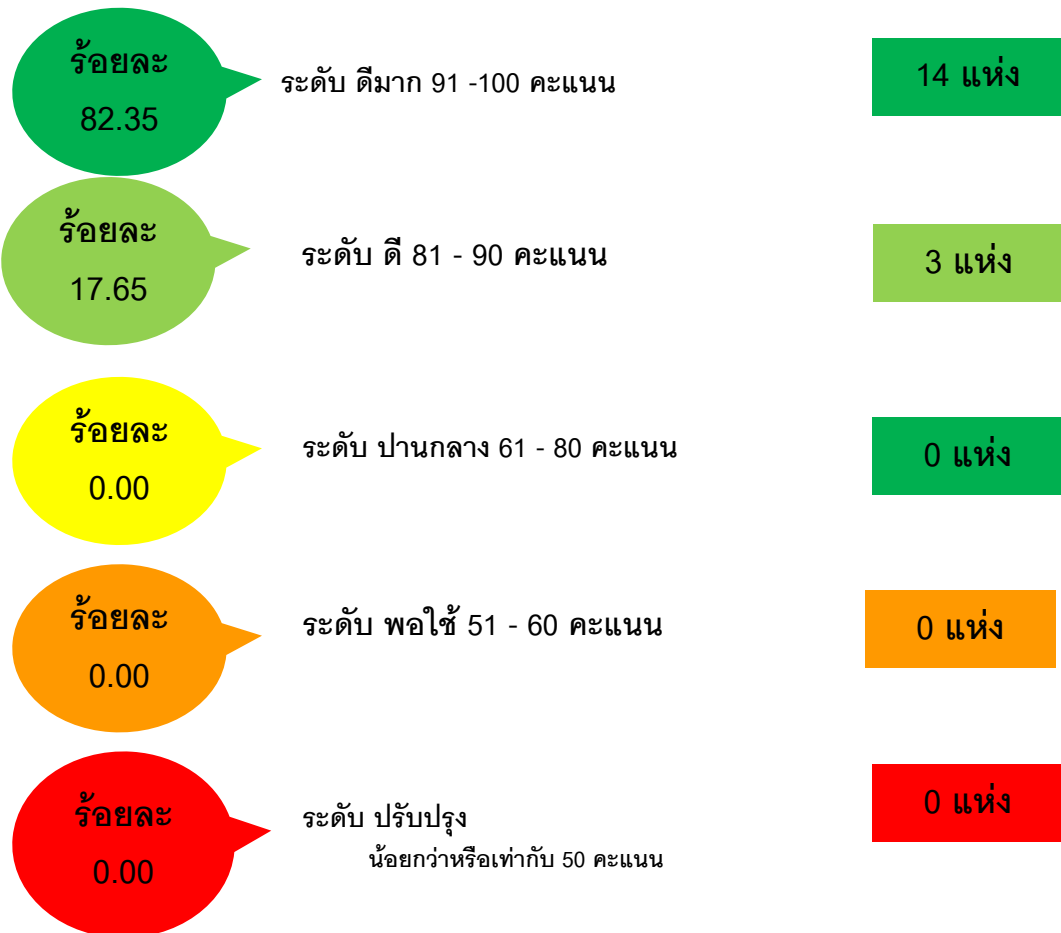 ร้อยละ
82.35
ระดับ ดีมาก 91 -100 คะแนน
14 แห่ง
ร้อยละ
17.65
ระดับ ดี 81 - 90 คะแนน
3 แห่ง
ร้อยละ
0.00
ระดับ ปานกลาง 61 - 80 คะแนน
0 แห่ง
ร้อยละ
0.00
ระดับ พอใช้ 51 - 60 คะแนน
0 แห่ง
ร้อยละ
0.00
ระดับ ปรับปรุง
น้อยกว่าหรือเท่ากับ 50 คะแนน
0 แห่ง